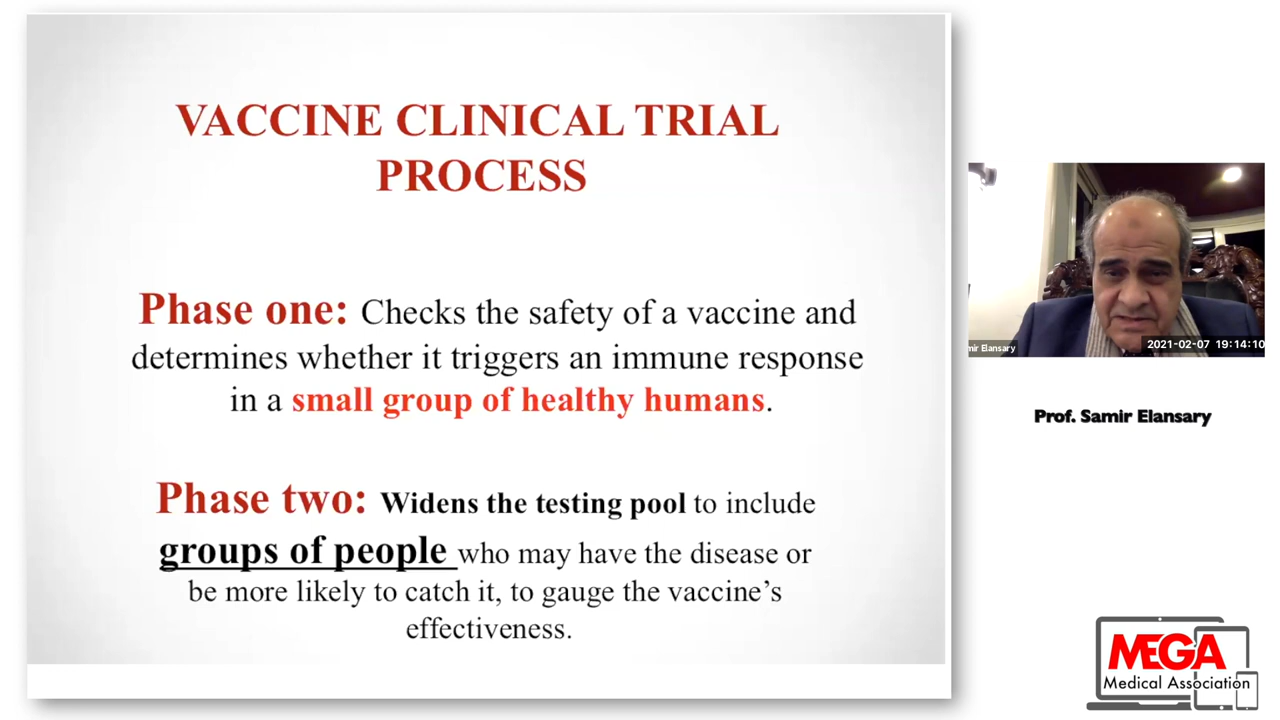 VACCINE CLINICAL TRIAL
PROCESS
Phase one: Checks the safety of a vaccine and
determines whether it triggers an immune response
in a small group of healthy humans.
Phase two: Widens the testing pool to include
groups of people who may have the disease or
be more likely to catch it, to gauge the vaccine’s
effectiveness.
mir Elansary
2021-02-07 19:14:10
Prof. Samir Elansary
MEGA
Medical Association